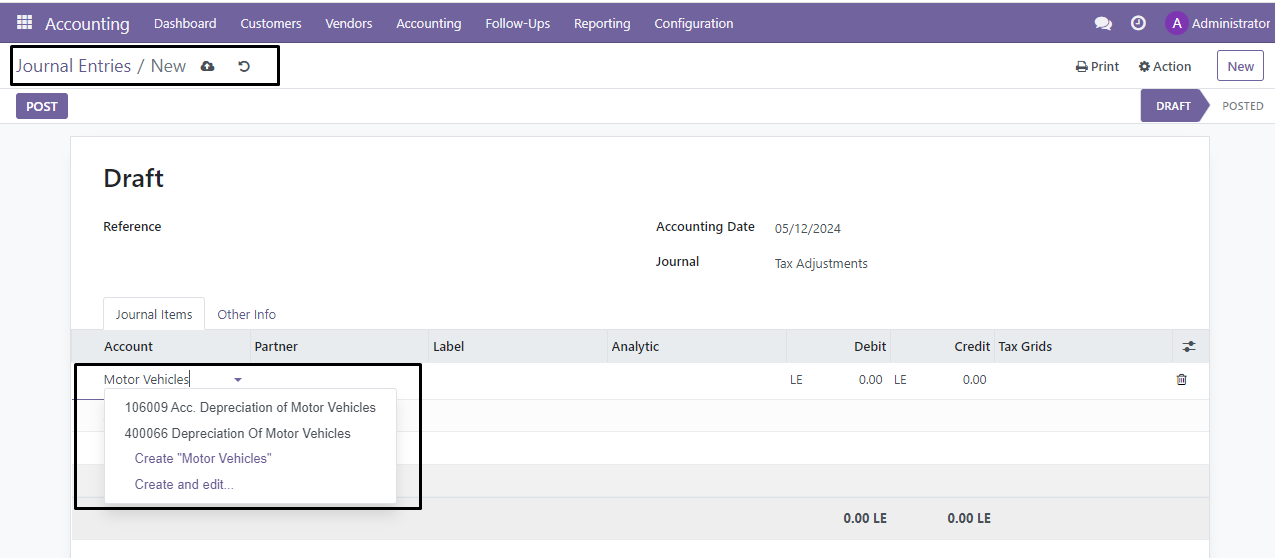 Accounting Dashboard Customers Vendors Accounting Follow-Ups Reporting Configuration A Administrator
Journal Entries / New Print Action New
POST DRAFT POSTED
Draft
Reference Accounting Date 05/12/2024
Journal Tax Adjustments
Journal Items Other Info
Account Partner Label Analytic Debit Credit Tax Grids
Motor Vehicles LE 0.00 LE 0.00
106009 Acc. Depreciation of Motor Vehicles
400066 Depreciation Of Motor Vehicles
Create "Motor Vehicles"
Create and edit...
0.00 LE 0.00 LE